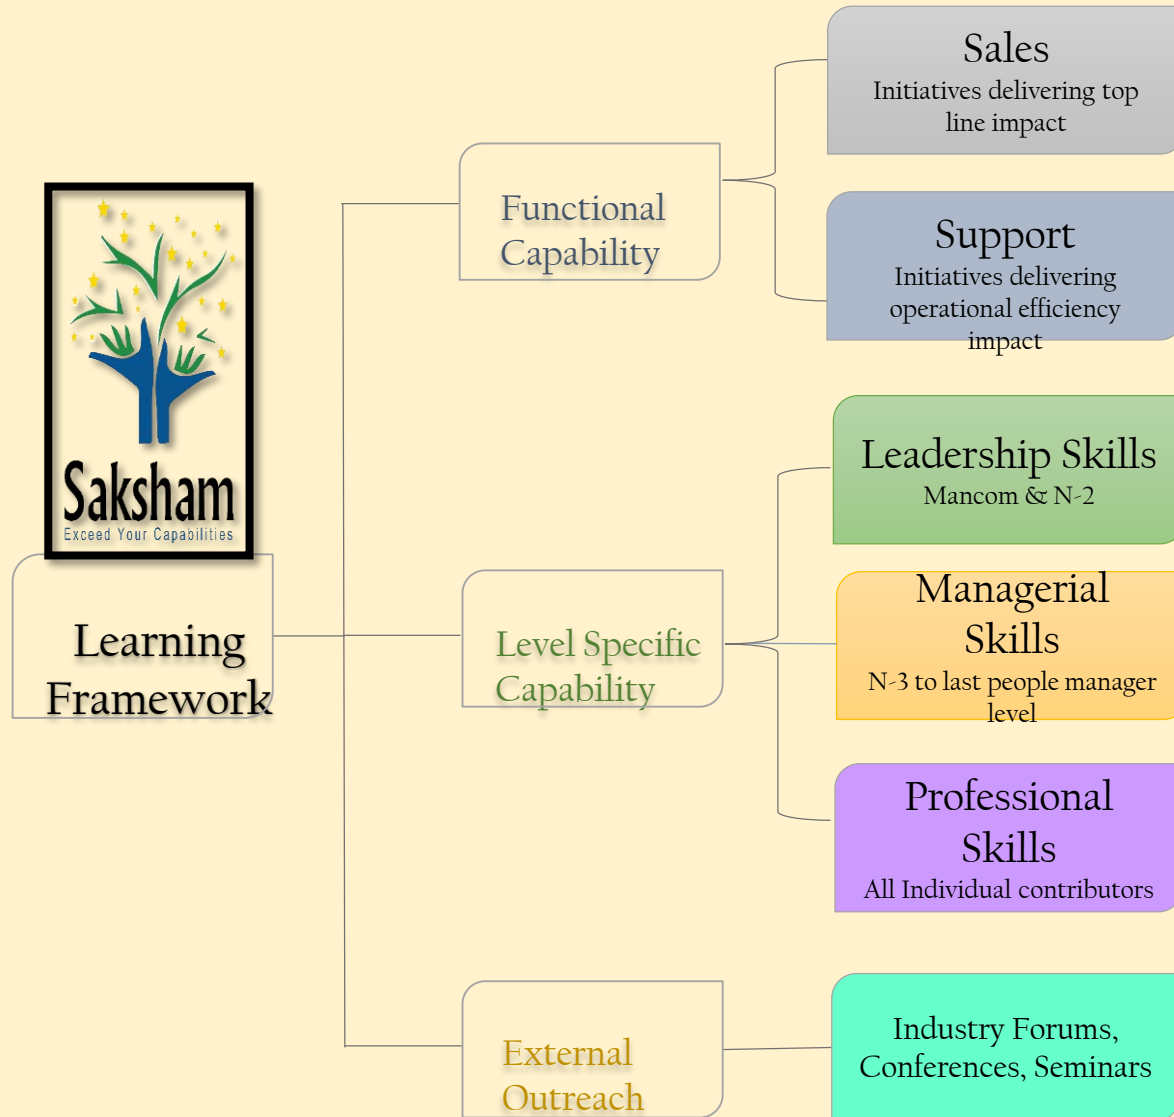 Saksham
Exceed Your Capabilities
Learning
Framework
Functional
Capability
Sales
Initiatives delivering top
line impact
Support
Initiatives delivering
operational efficiency
impact
Level Specific
Capability
Leadership Skills
Mancom & N-2
Managerial
Skills
N-3 to last people manager
level
Professional
Skills
All Individual contributors
External
Outreach
Industry Forums,
Conferences, Seminars